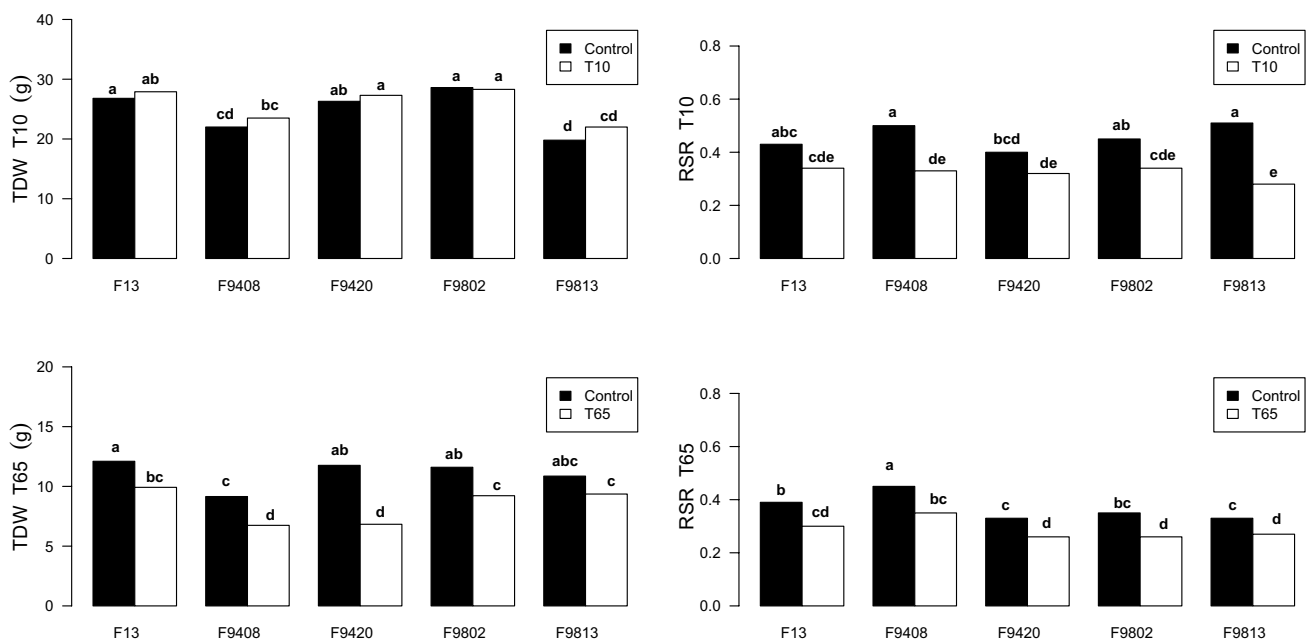 TDW T10 (g)
40
30
20
10
0
Control
T10
a ab cd bc ab a a a d cd
F13 F9408 F9420 F9802 F9813
RSR T10
0.8
0.6
0.4
0.2
0.0
Control
T10
abc cde a de bcd de ab cde a e
F13 F9408 F9420 F9802 F9813
TDW T65 (g)
20
15
10
5
0
Control
T65
a bc c d ab d ab c abc c
F13 F9408 F9420 F9802 F9813
RSR T65
0.8
0.6
0.4
0.2
0.0
Control
T65
b cd a bc c d bc d c d
F13 F9408 F9420 F9802 F9813